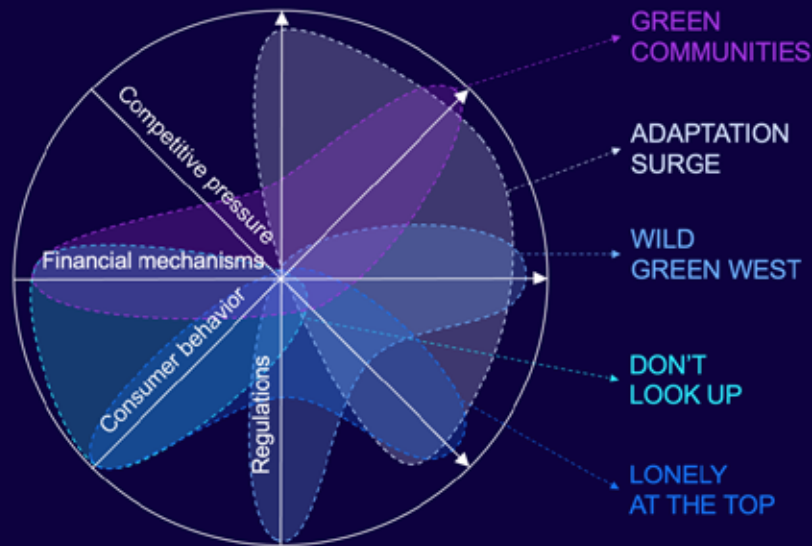 GREEN
COMMUNITIES
Competitive pressure
ADAPTATION
SURGE
WILD
GREEN WEST
Financial mechanisms
Consumer behavior
Regulations
DON'T
LOOK UP
LONELY
AT THE TOP